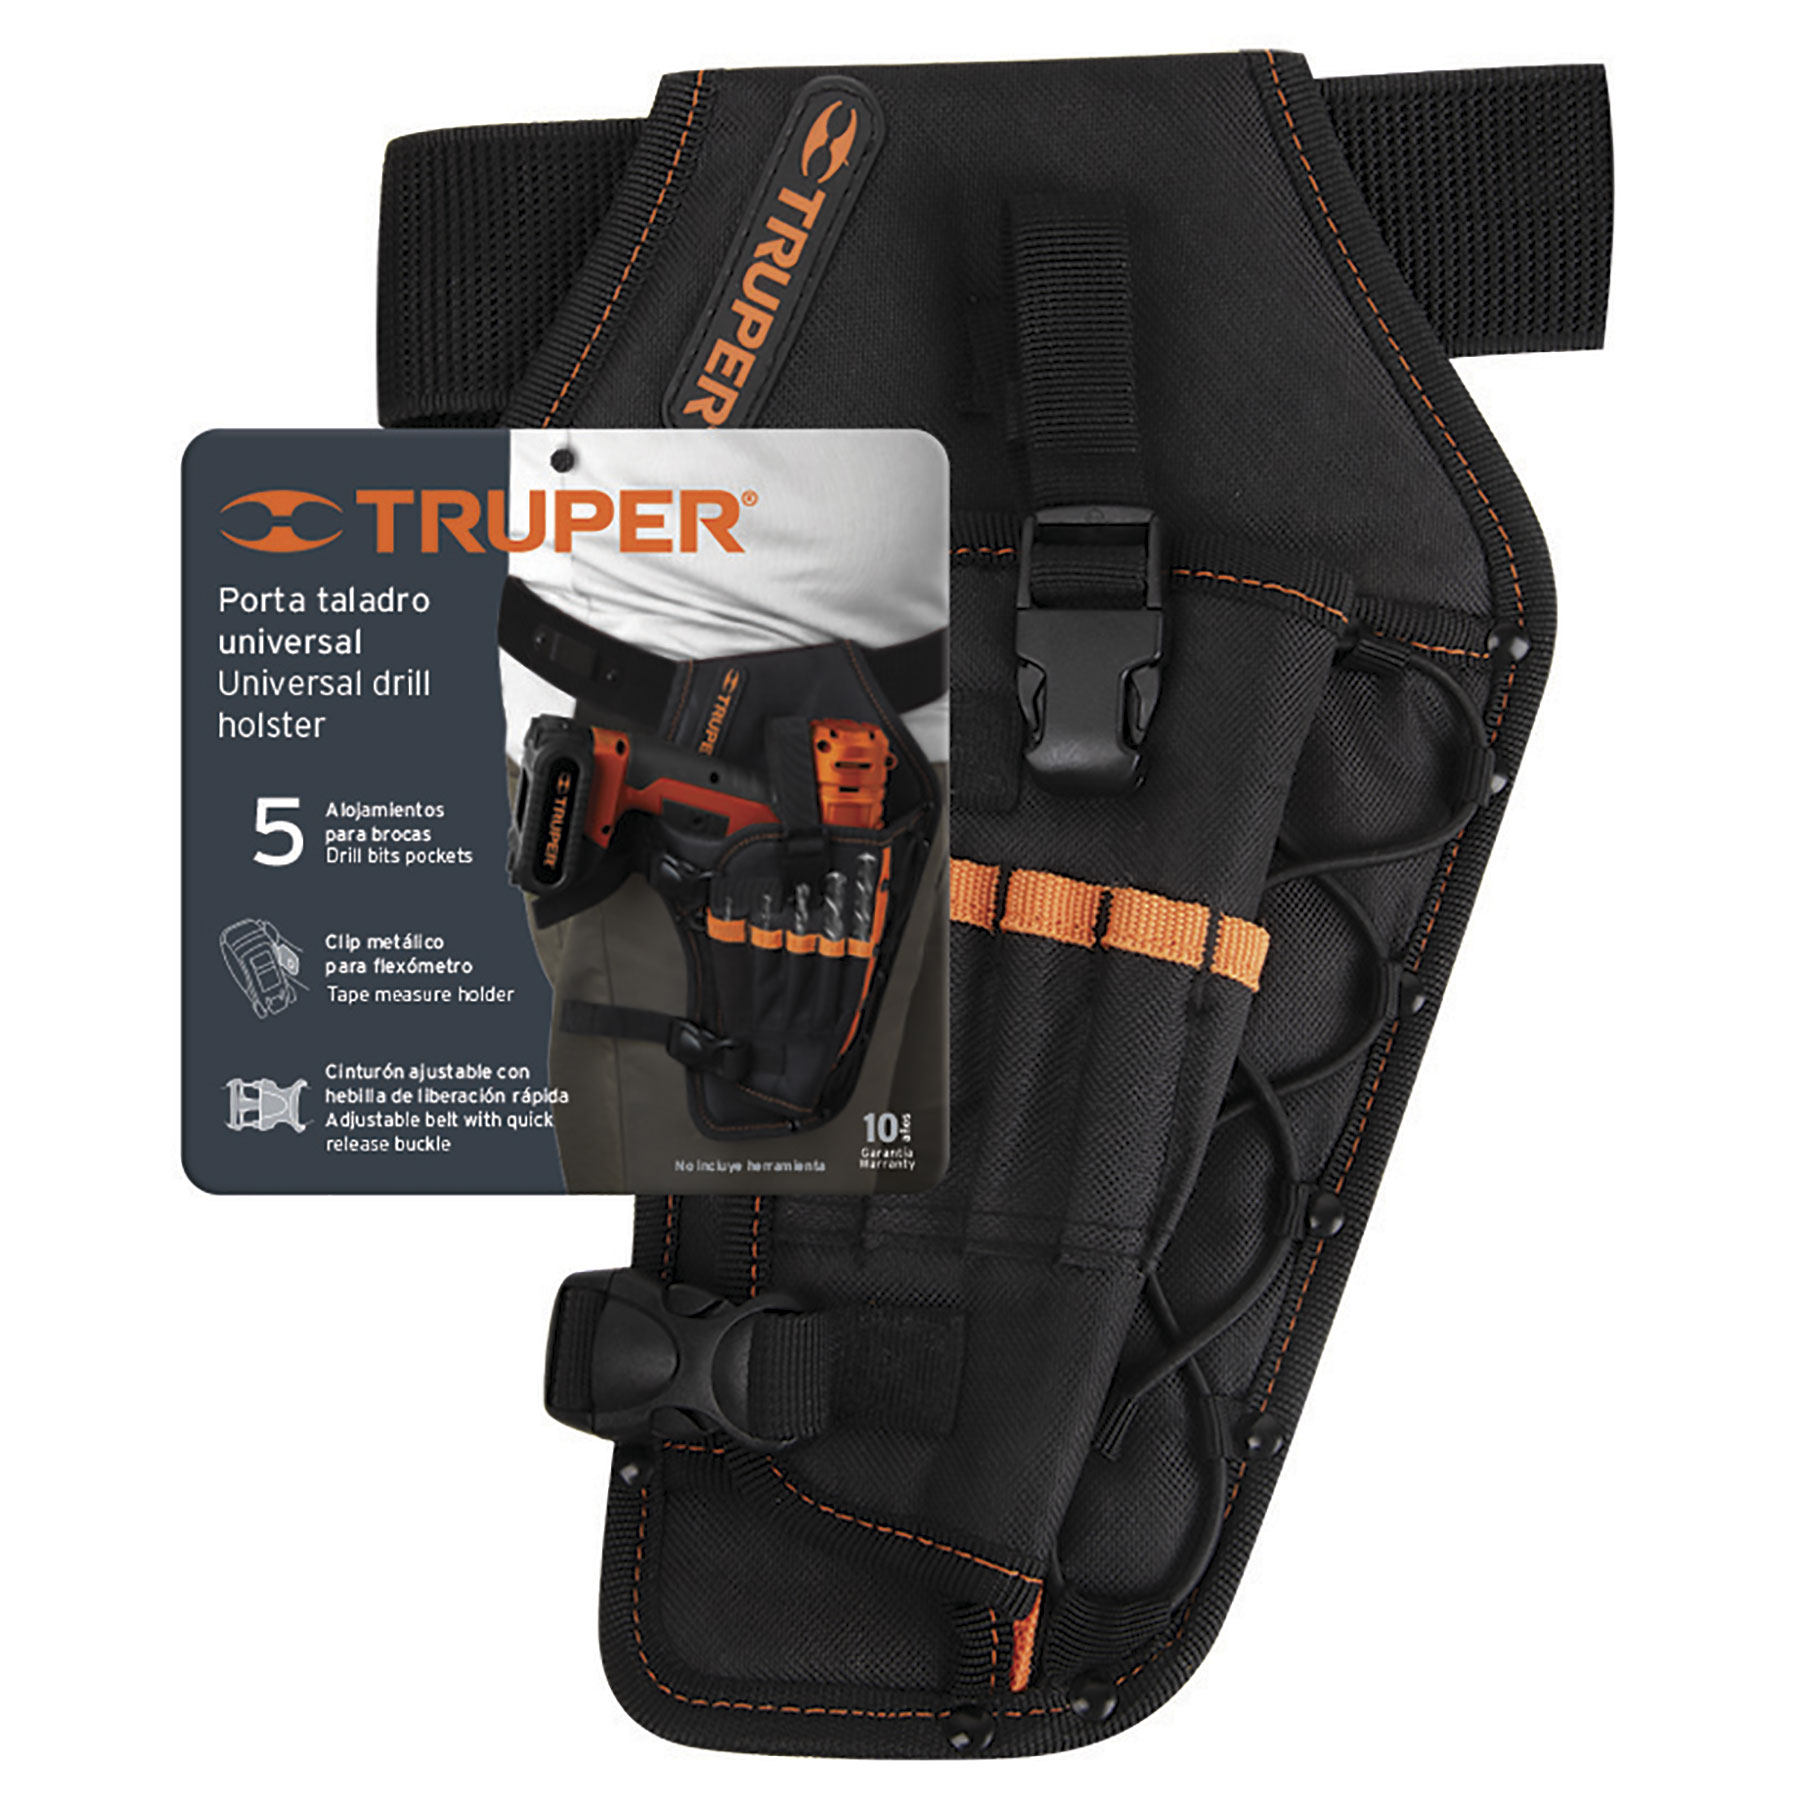 TRUPER
TRUPER®
Porta taladro
universal
Universal drill
holster
5
Alojamientos
para brocas
Drill bits pockets
Clip metálico
para flexómetro
Tape measure holder
Cinturón ajustable con
hebilla de liberación rápida
Adjustable belt with quick
release buckle
TRUPE
TRUPER
No incluye herramienta
10 años
Garantía
Warranty